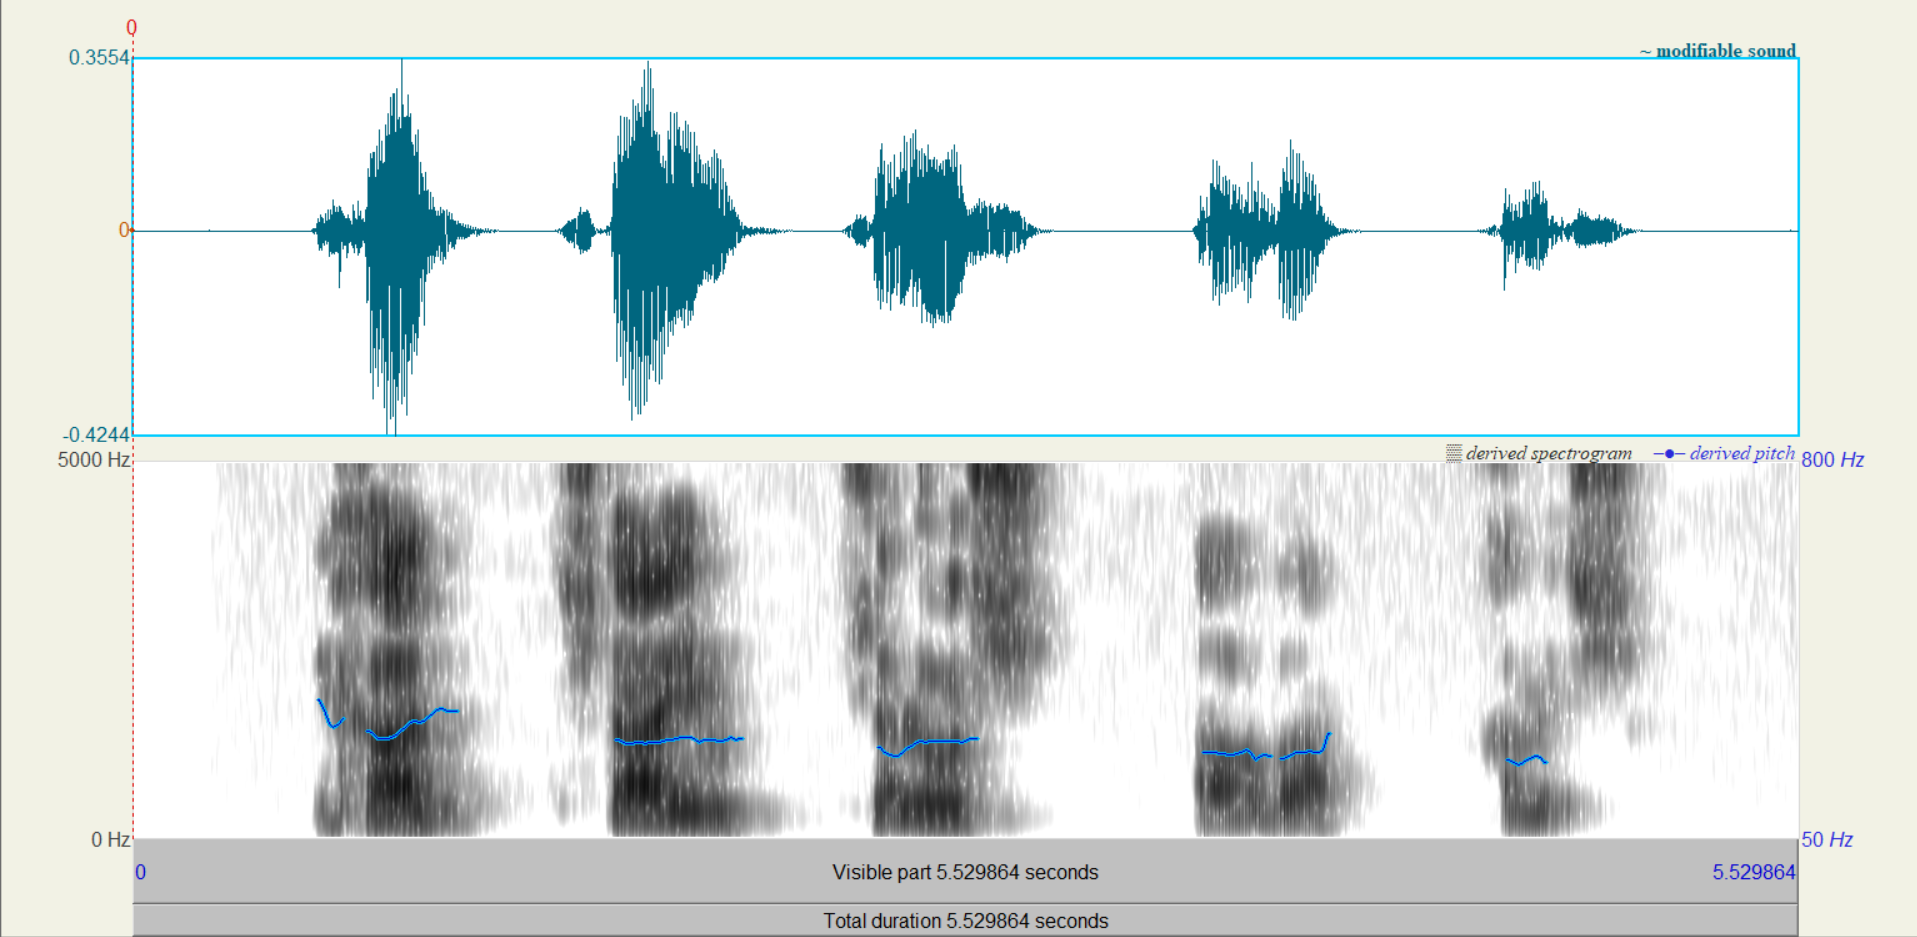 0
0.3554
~ modifiable sound
0
-0.4244
5000 Hz
derived spectrogram
derived pitch
800 Hz
0 Hz
50 Hz
0
Visible part 5.529864 seconds
5.529864
Total duration 5.529864 seconds